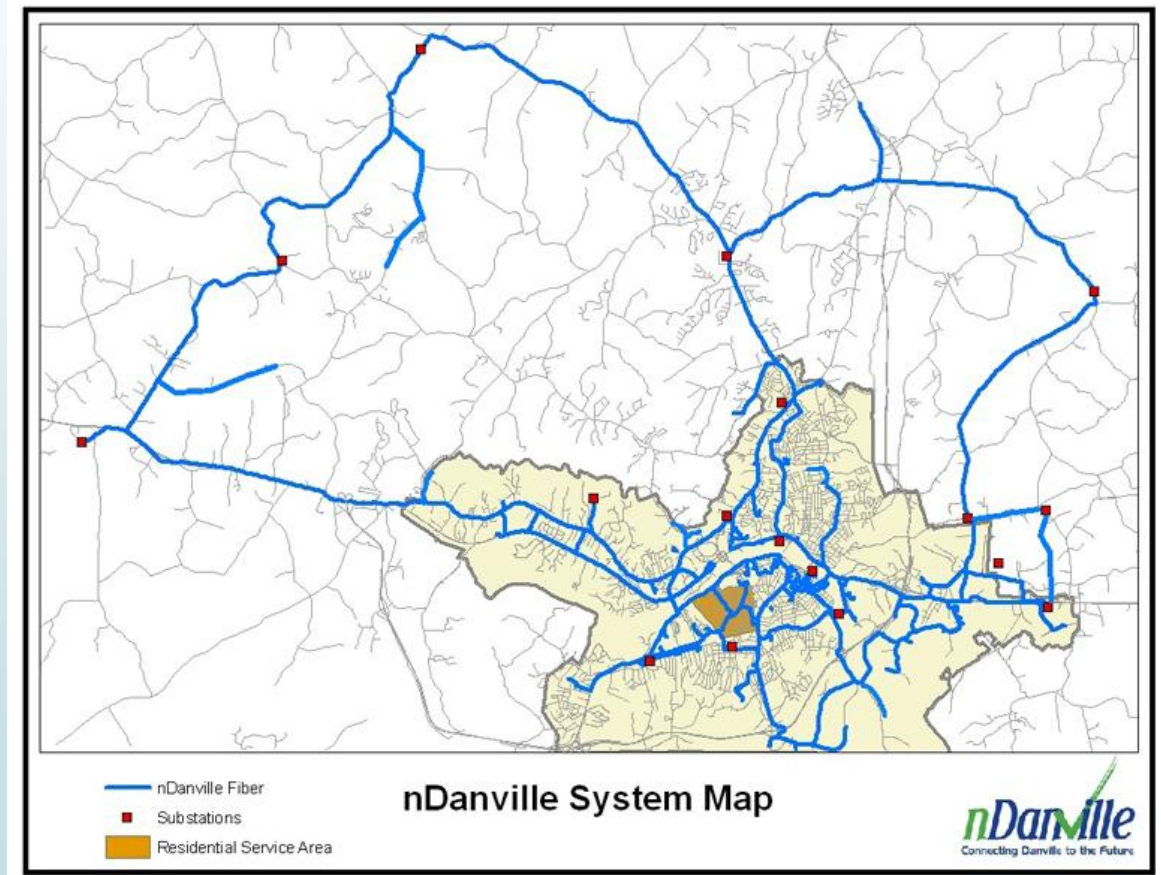 nDanville Fiber
Substations
Residential Service Area
nDanville System Map
nDanville
Connecting Danville to the Future